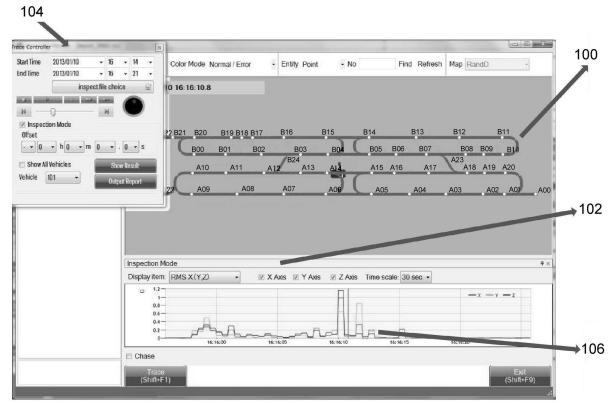 104
Trace Controller
Start Time 2013/01/10 16 14
End Time 2013/01/10 16 21
inspect file choice
Inspection Mode
Offset
- 0 h 0 m 0 . 0 s
Show All Vehicles
Vehicle 101
Show Result
Output Report
Color Mode Normal / Error Entity Point No Find Refresh Map RandD
100
0 16:16:10.8
22 B21 B20 B19 B18 B17 B16 B15 B14 B13 B12 B11
B00 B01 B02 B03 B04 B05 B06 B07 B08 B09 B10
B24 A23
A10 A11 A12 A13 A14 A15 A16 A17 A18 A19 A20
A09 A08 A07 A06 A05 A04 A03 A02 A00
102
Inspection Mode
Display item: RMS X(Y,Z) X Axis Y Axis Z Axis Time scale: 30 sec
G
1.2
1
0.8
0.6
0.4
0.2
0
X Y Z
16:16:00 16:16:05 16:16:10 16:16:15
106
Chase
Trace
(Shift+F1)
Exit
(Shift+F9)